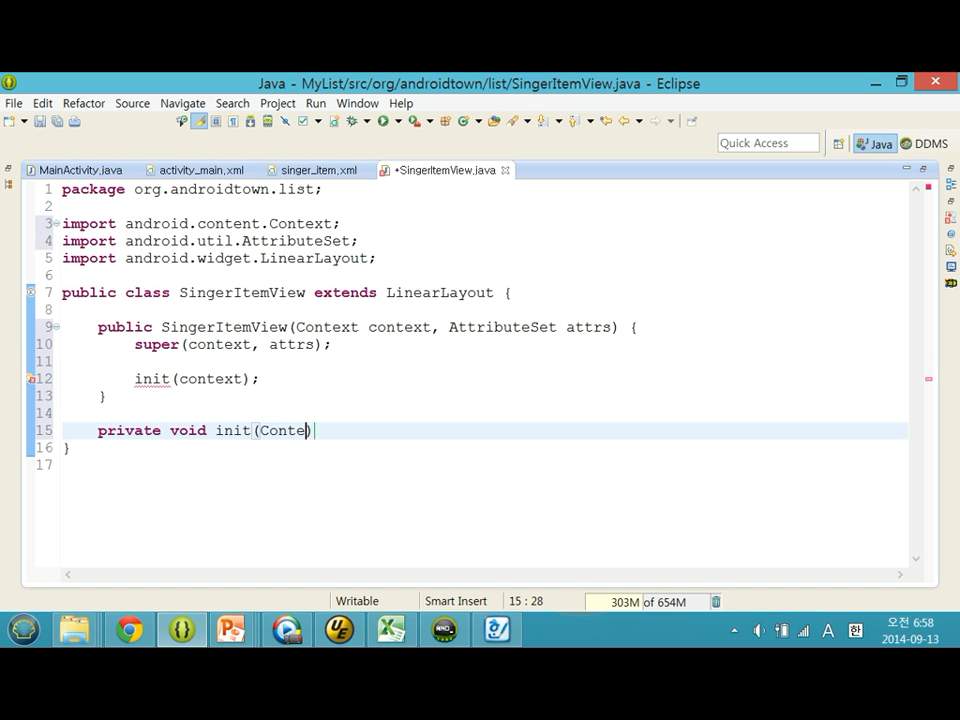 Java - MyList/src/org/androidtown/list/SingerItemView.java - Eclipse
File Edit Refactor Source Navigate Search Project Run Window Help
Quick Access Java DDMS
MainActivity.java activity_main.xml singer_item.xml *SingerItemView.java
1 package org.androidtown.list;
2
3 import android.content.Context;
4 import android.util.AttributeSet;
5 import android.widget.LinearLayout;
6
7 public class SingerItemView extends LinearLayout {
8
9 public SingerItemView(Context context, AttributeSet attrs) {
10 super(context, attrs);
11
12 init(context);
13 }
14
15 private void init(Conte)
16 }
17
Writable Smart Insert 15 : 28 303M of 654M
A 한 오전 6:58
2014-09-13